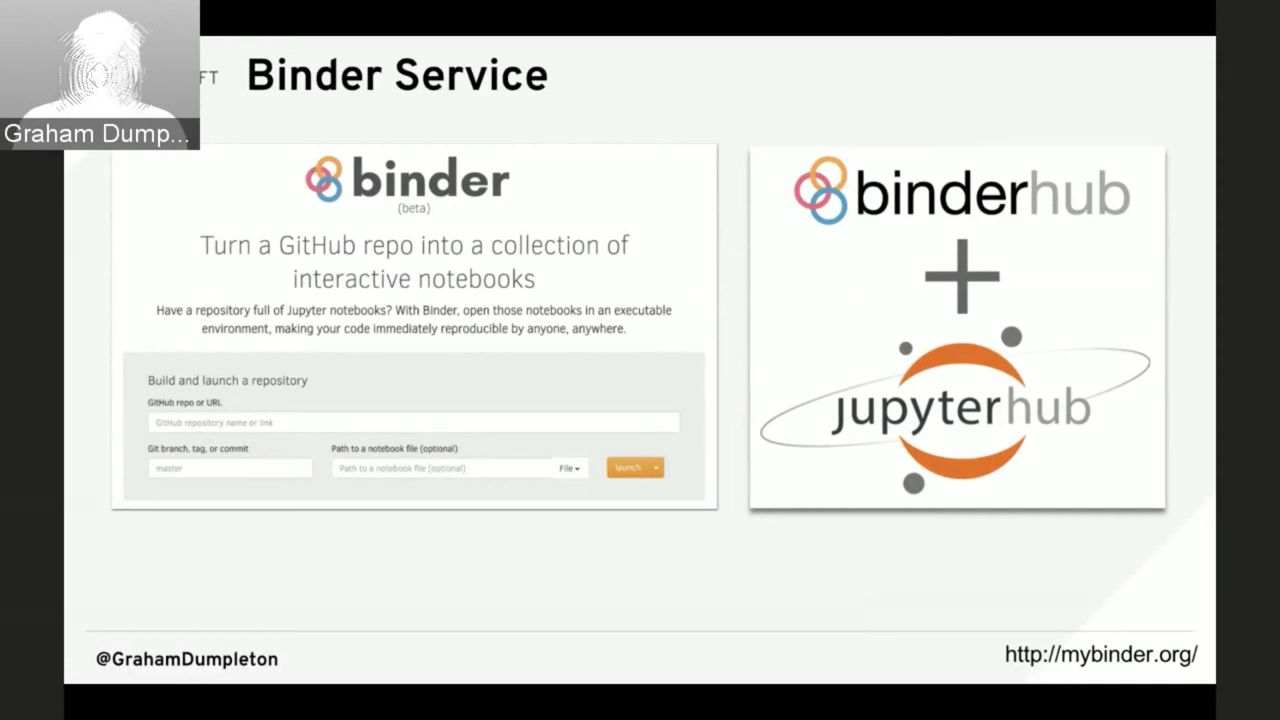 Graham Dump...
FT
Binder Service
binder
(beta)
Turn a GitHub repo into a collection of
interactive notebooks
Have a repository full of Jupyter notebooks? With Binder, open those notebooks in an executable
environment, making your code immediately reproducible by anyone, anywhere.
Build and launch a repository
GitHub repo or URL
GitHub repository name or link
Git branch, tag, or commit
Path to a notebook file (optional)
master
Path to a notebook file (optional)
File
launch
binderhub
+
jupyterhub
@GrahamDumpleton
http://mybinder.org/